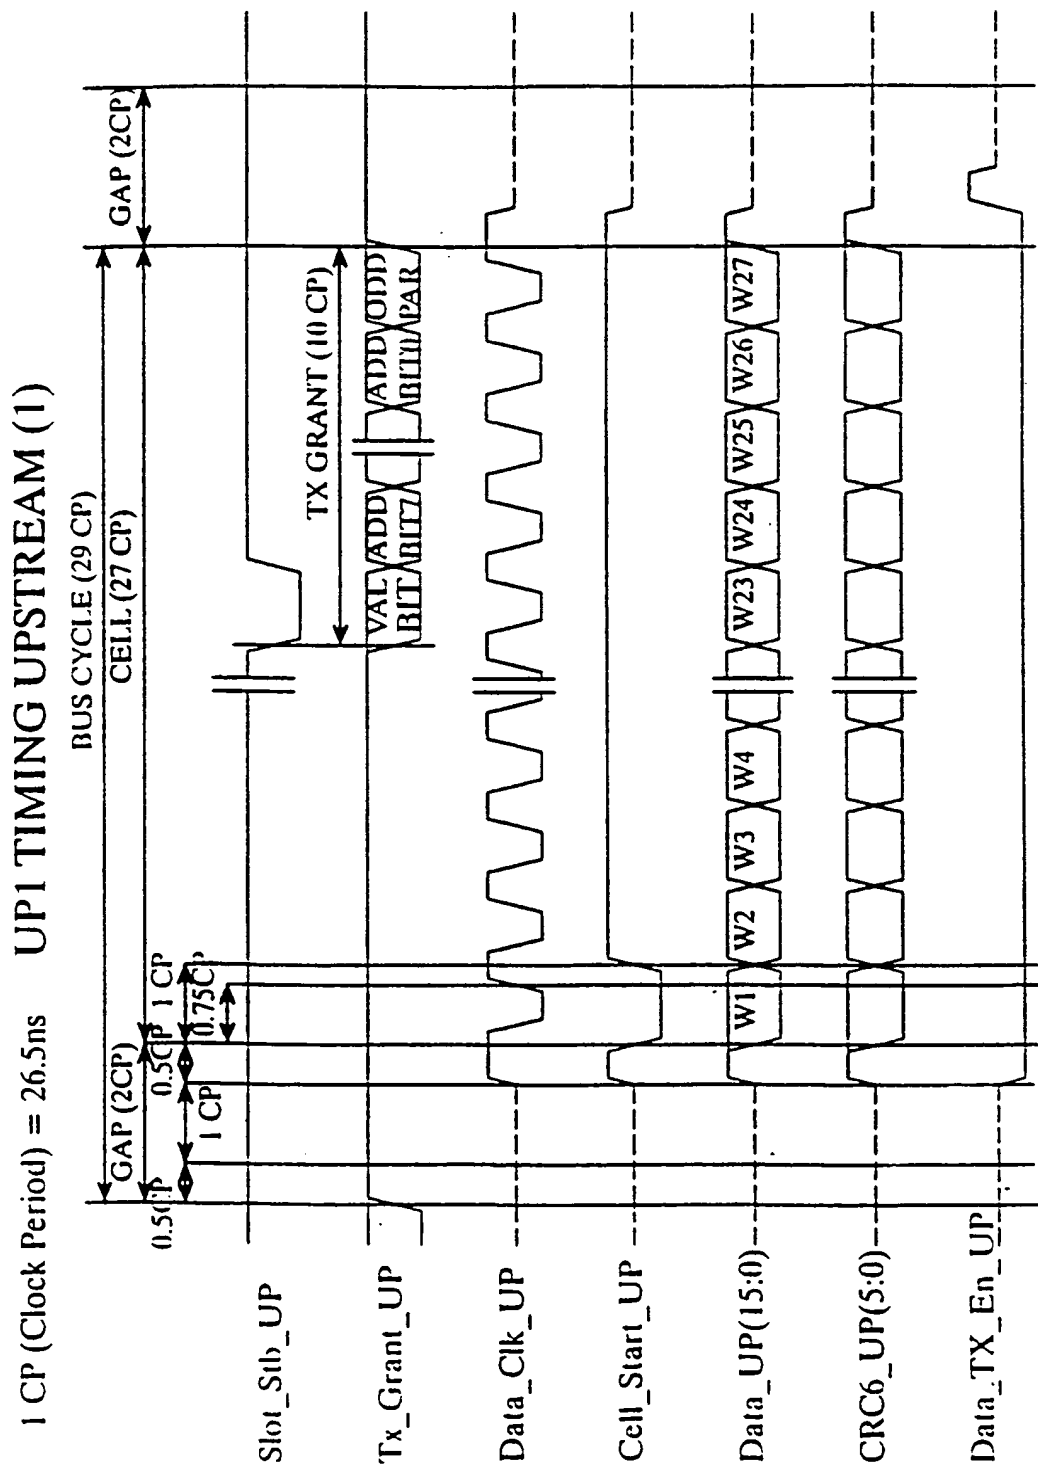 1 CP (Clock Period) = 26.5ns UP1 TIMING UPSTREAM (1)
BUS CYCLE (29 CP)
GAP (2CP)
CELL (27 CP)
GAP (2CP)
0.5CP
1 CP
0.5CP
1 CP
0.75CP
TX GRANT (10 CP)
Slot_Stb_UP
Tx_Grant_UP
VAL BIT
ADD BIT7
ADD BIT0
ODD PAR
Data_Clk_UP
Cell_Start_UP
Data_UP(15:0)
W1 W2 W3 W4 W23 W24 W25 W26 W27
CRC6_UP(5:0)
Data_TX_En_UP